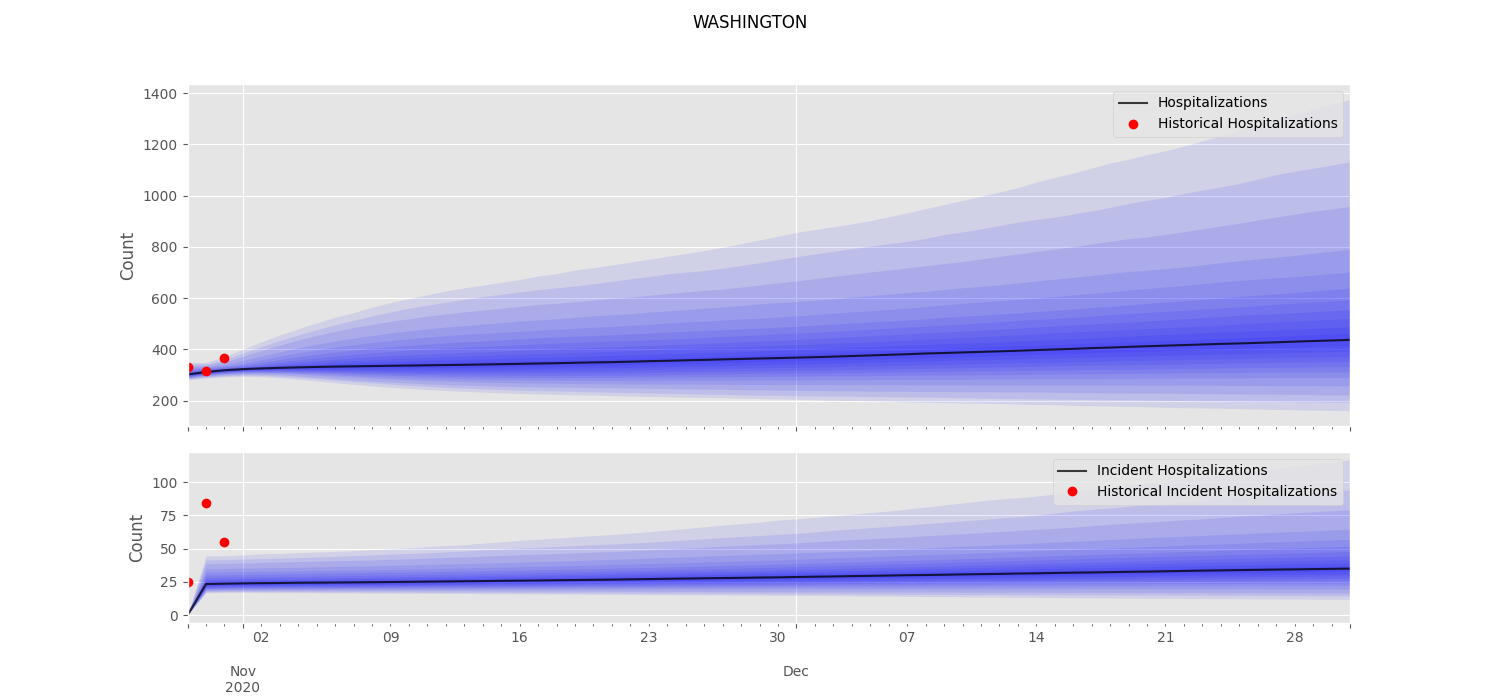 WASHINGTON
1400
1200
1000
800
600
400
200
Count
Hospitalizations
Historical Hospitalizations
100
75
50
25
0
Count
Incident Hospitalizations
Historical Incident Hospitalizations
02 09 16 23 30 07 14 21 28
Nov Dec
2020